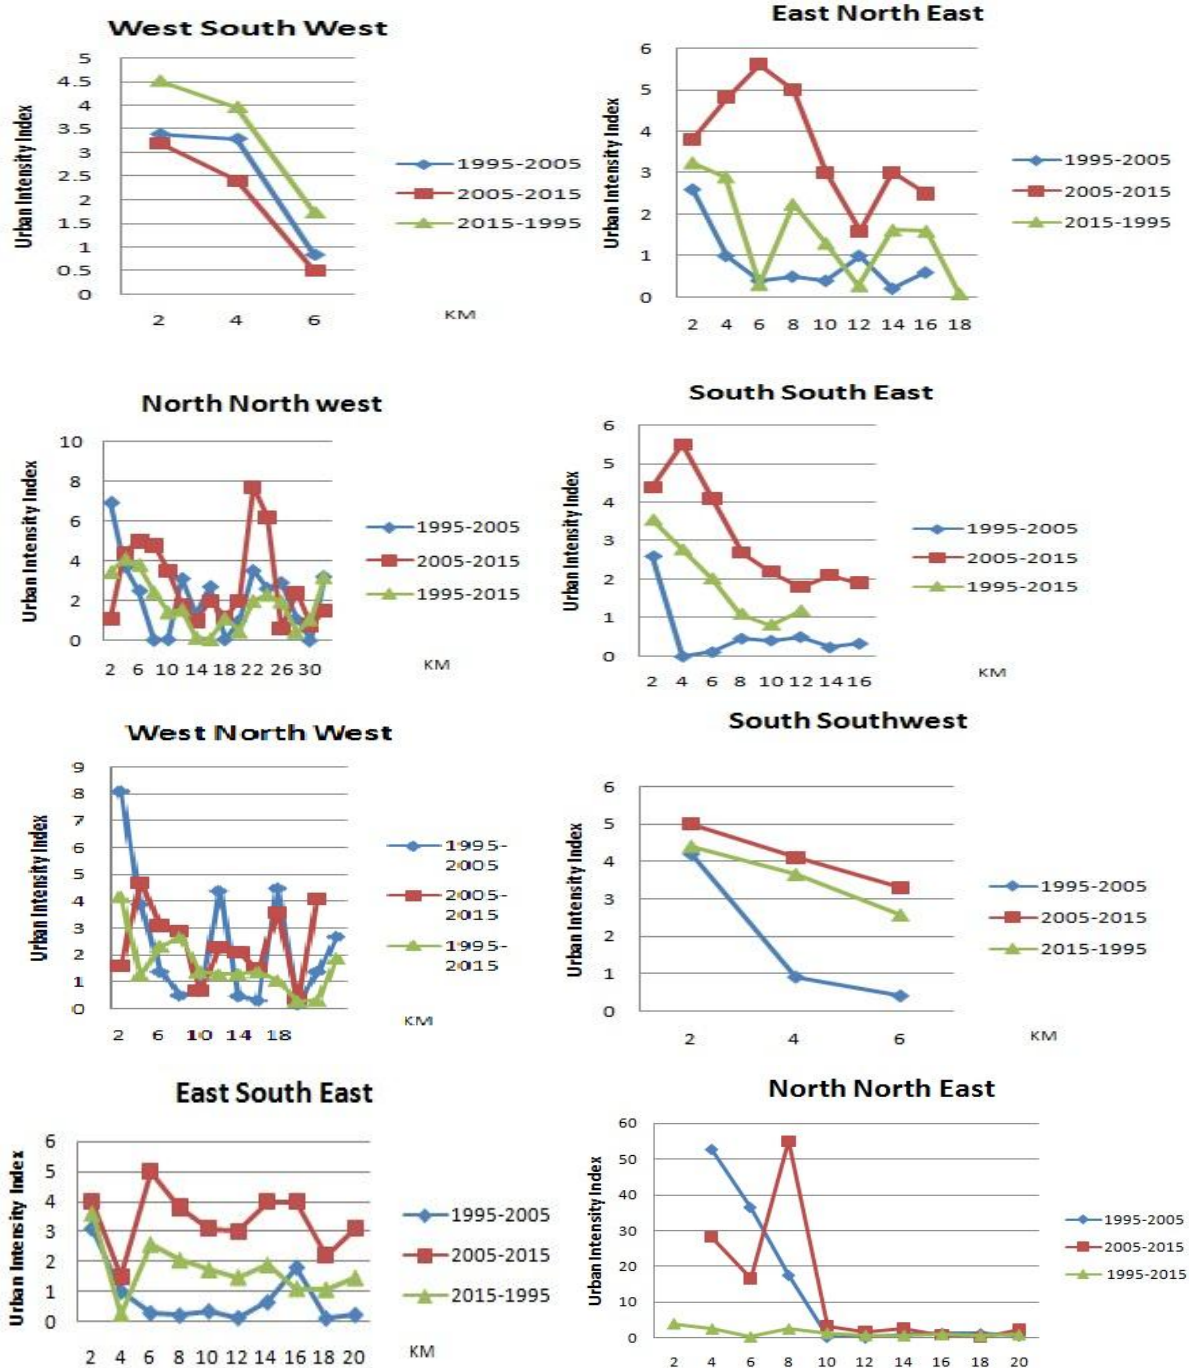 West South West
Urban Intensity Index
5
4.5
4
3.5
3
2.5
2
1.5
1
0.5
0
2 4 6
KM
1995-2005
2005-2015
2015-1995
East North East
Urban Intensity Index
6
5
4
3
2
1
0
2 4 6 8 10 12 14 16 18
1995-2005
2005-2015
2015-1995
North North west
Urban Intensity Index
10
8
6
4
2
0
2 6 10 14 18 22 26 30
KM
1995-2005
2005-2015
1995-2015
South South East
Urban Intensity Index
6
5
4
3
2
1
0
2 4 6 8 10 12 14 16
KM
1995-2005
2005-2015
1995-2015
West North West
Urban Intensity Index
9
8
7
6
5
4
3
2
1
0
2 6 10 14 18
KM
1995-
2005
2005-
2015
1995-
2015
South Southwest
Urban Intensity Index
6
5
4
3
2
1
0
2 4 6
KM
1995-2005
2005-2015
2015-1995
East South East
Urban Intensity Index
6
5
4
3
2
1
0
2 4 6 8 10 12 14 16 18 20
KM
1995-2005
2005-2015
2015-1995
North North East
Urban Intensity Index
60
50
40
30
20
10
0
2 4 6 8 10 12 14 16 18 20
1995-2005
2005-2015
1995-2015